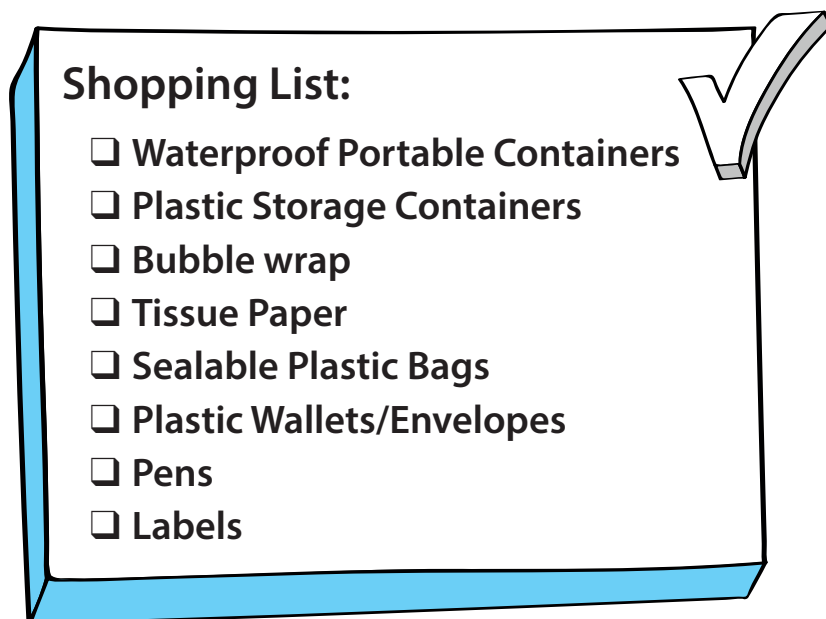 Shopping List:
❏ Waterproof Portable Containers
❏ Plastic Storage Containers
❏ Bubble wrap
❏ Tissue Paper
❏ Sealable Plastic Bags
❏ Plastic Wallets/Envelopes
❏ Pens
❏ Labels